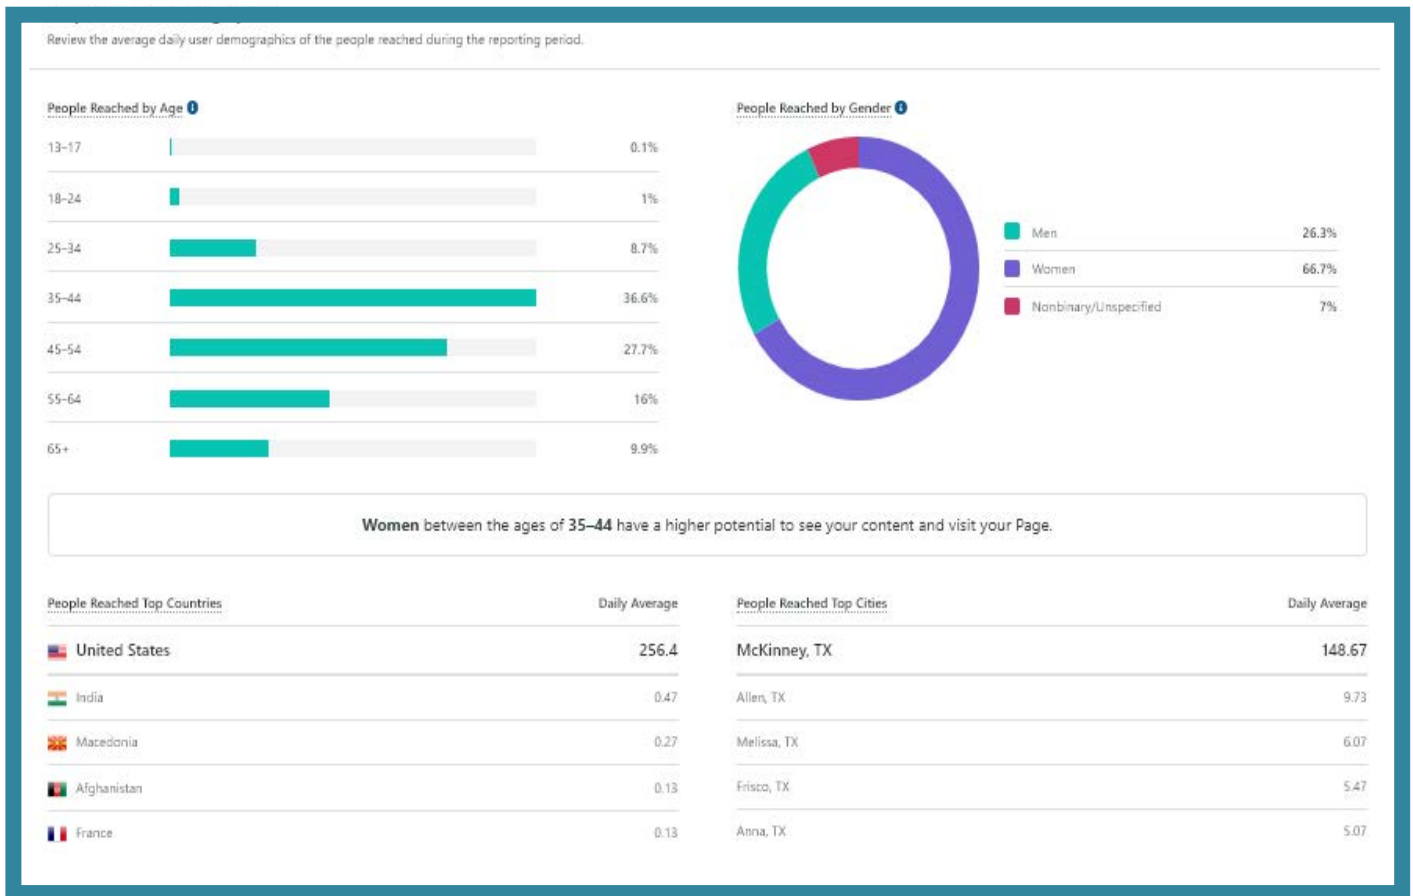 Review the average daily user demographics of the people reached during the reporting period.
People Reached by Age
13–17 0.1%
18–24 1%
25–34 8.7%
35–44 36.6%
45–54 27.7%
55–64 16%
65+ 9.9%
People Reached by Gender
Men 26.3%
Women 66.7%
Nonbinary/Unspecified 7%
Women between the ages of 35–44 have a higher potential to see your content and visit your Page.
People Reached Top Countries Daily Average
United States 256.4
India 0.47
Macedonia 0.27
Afghanistan 0.13
France 0.13
People Reached Top Cities Daily Average
McKinney, TX 148.67
Allen, TX 9.73
Melissa, TX 6.07
Frisco, TX 5.47
Anna, TX 5.07